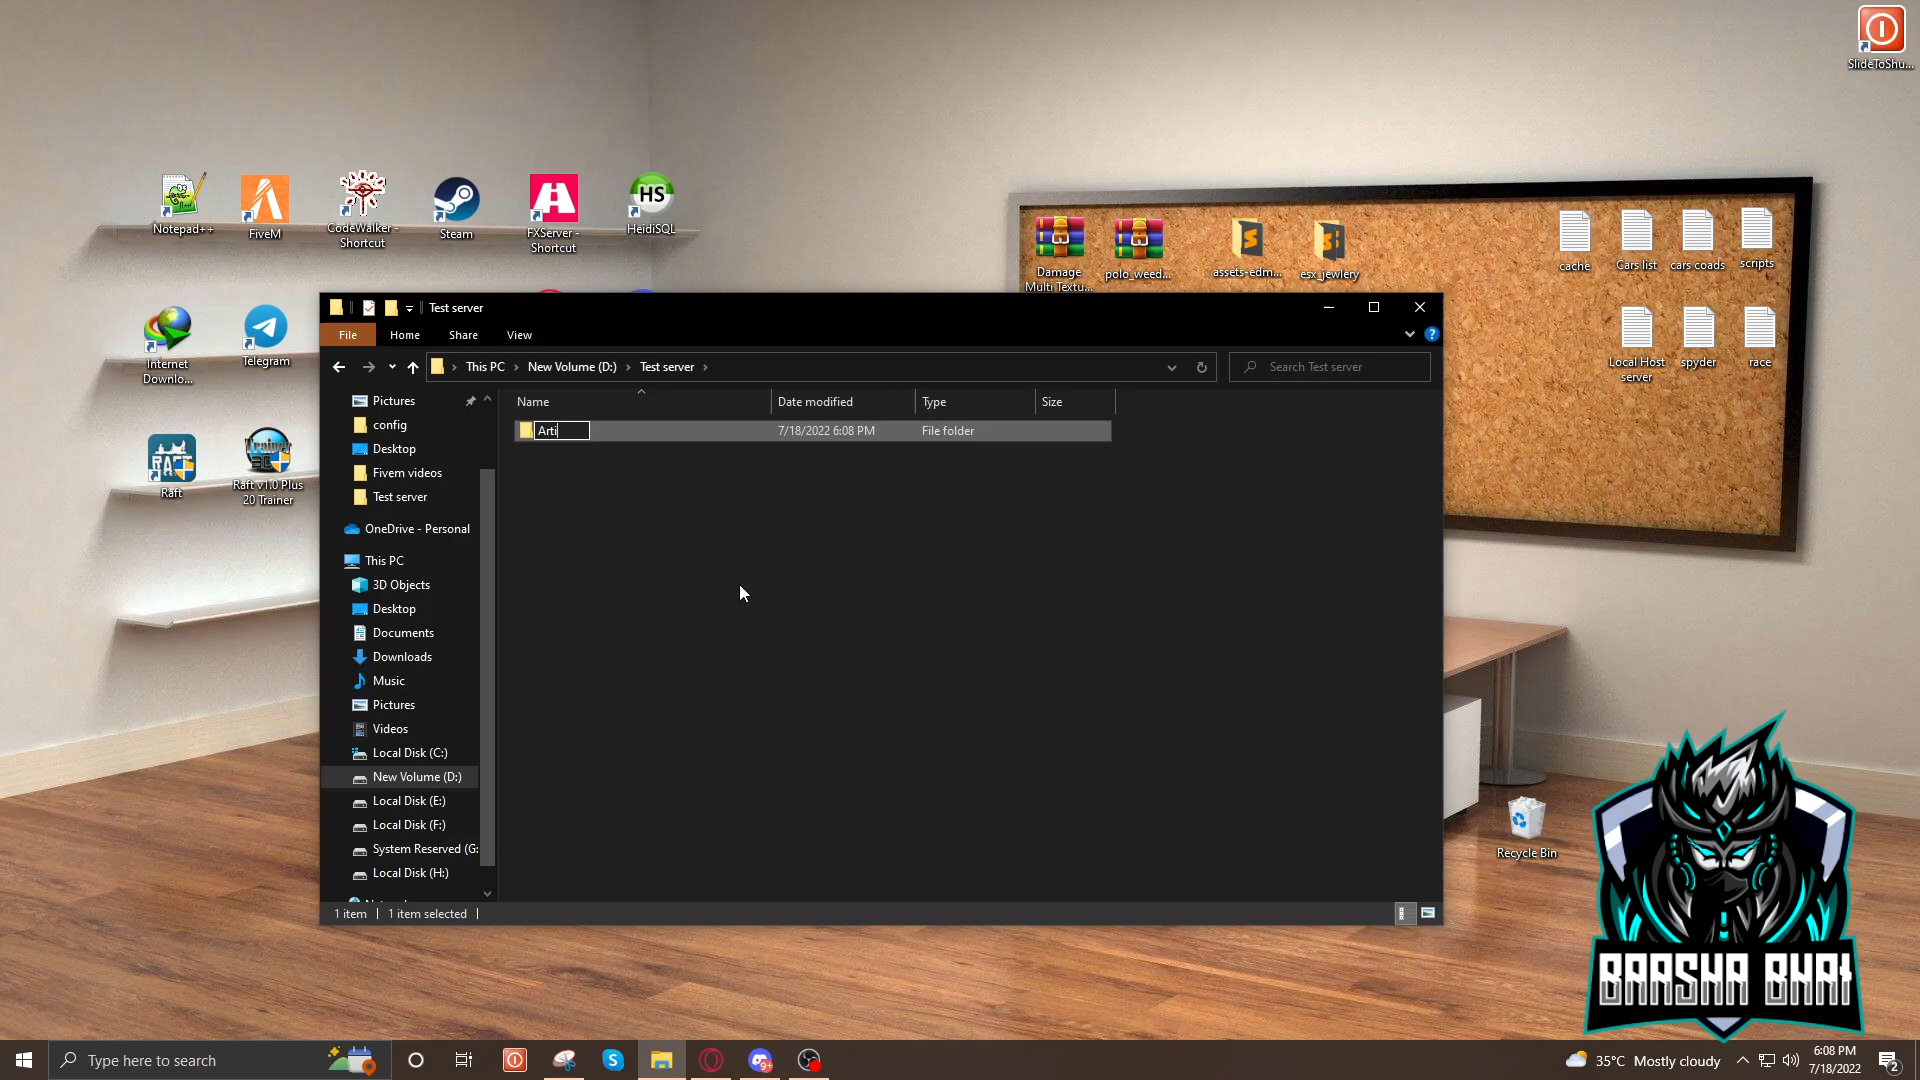 SlideToShu...
Notepad++
FiveM
CodeWalker -
Shortcut
Steam
FXServer -
Shortcut
HS
HeidiSQL
Damage
Multi Textu...
polo_weed...
assets-edm...
esx_jewlery
cache
Cars list
cars coads
scripts
Internet
Downlo...
Telegram
Local Host
server
spyder
race
RAFT
Raft
Trainer
Raft v1.0 Plus
20 Trainer
Test server
File
Home
Share
View
This PC
New Volume (D:)
Test server
Search Test server
Name
Date modified
Type
Size
Arti
7/18/2022 6:08 PM
File folder
Pictures
config
Desktop
Fivem videos
Test server
OneDrive - Personal
This PC
3D Objects
Desktop
Documents
Downloads
Music
Pictures
Videos
Local Disk (C:)
New Volume (D:)
Local Disk (E:)
Local Disk (F:)
System Reserved (G:
Local Disk (H:)
1 item
1 item selected
Recycle Bin
BAASHA BHAI
Type here to search
9+
35°C Mostly cloudy
6:08 PM
7/18/2022
2